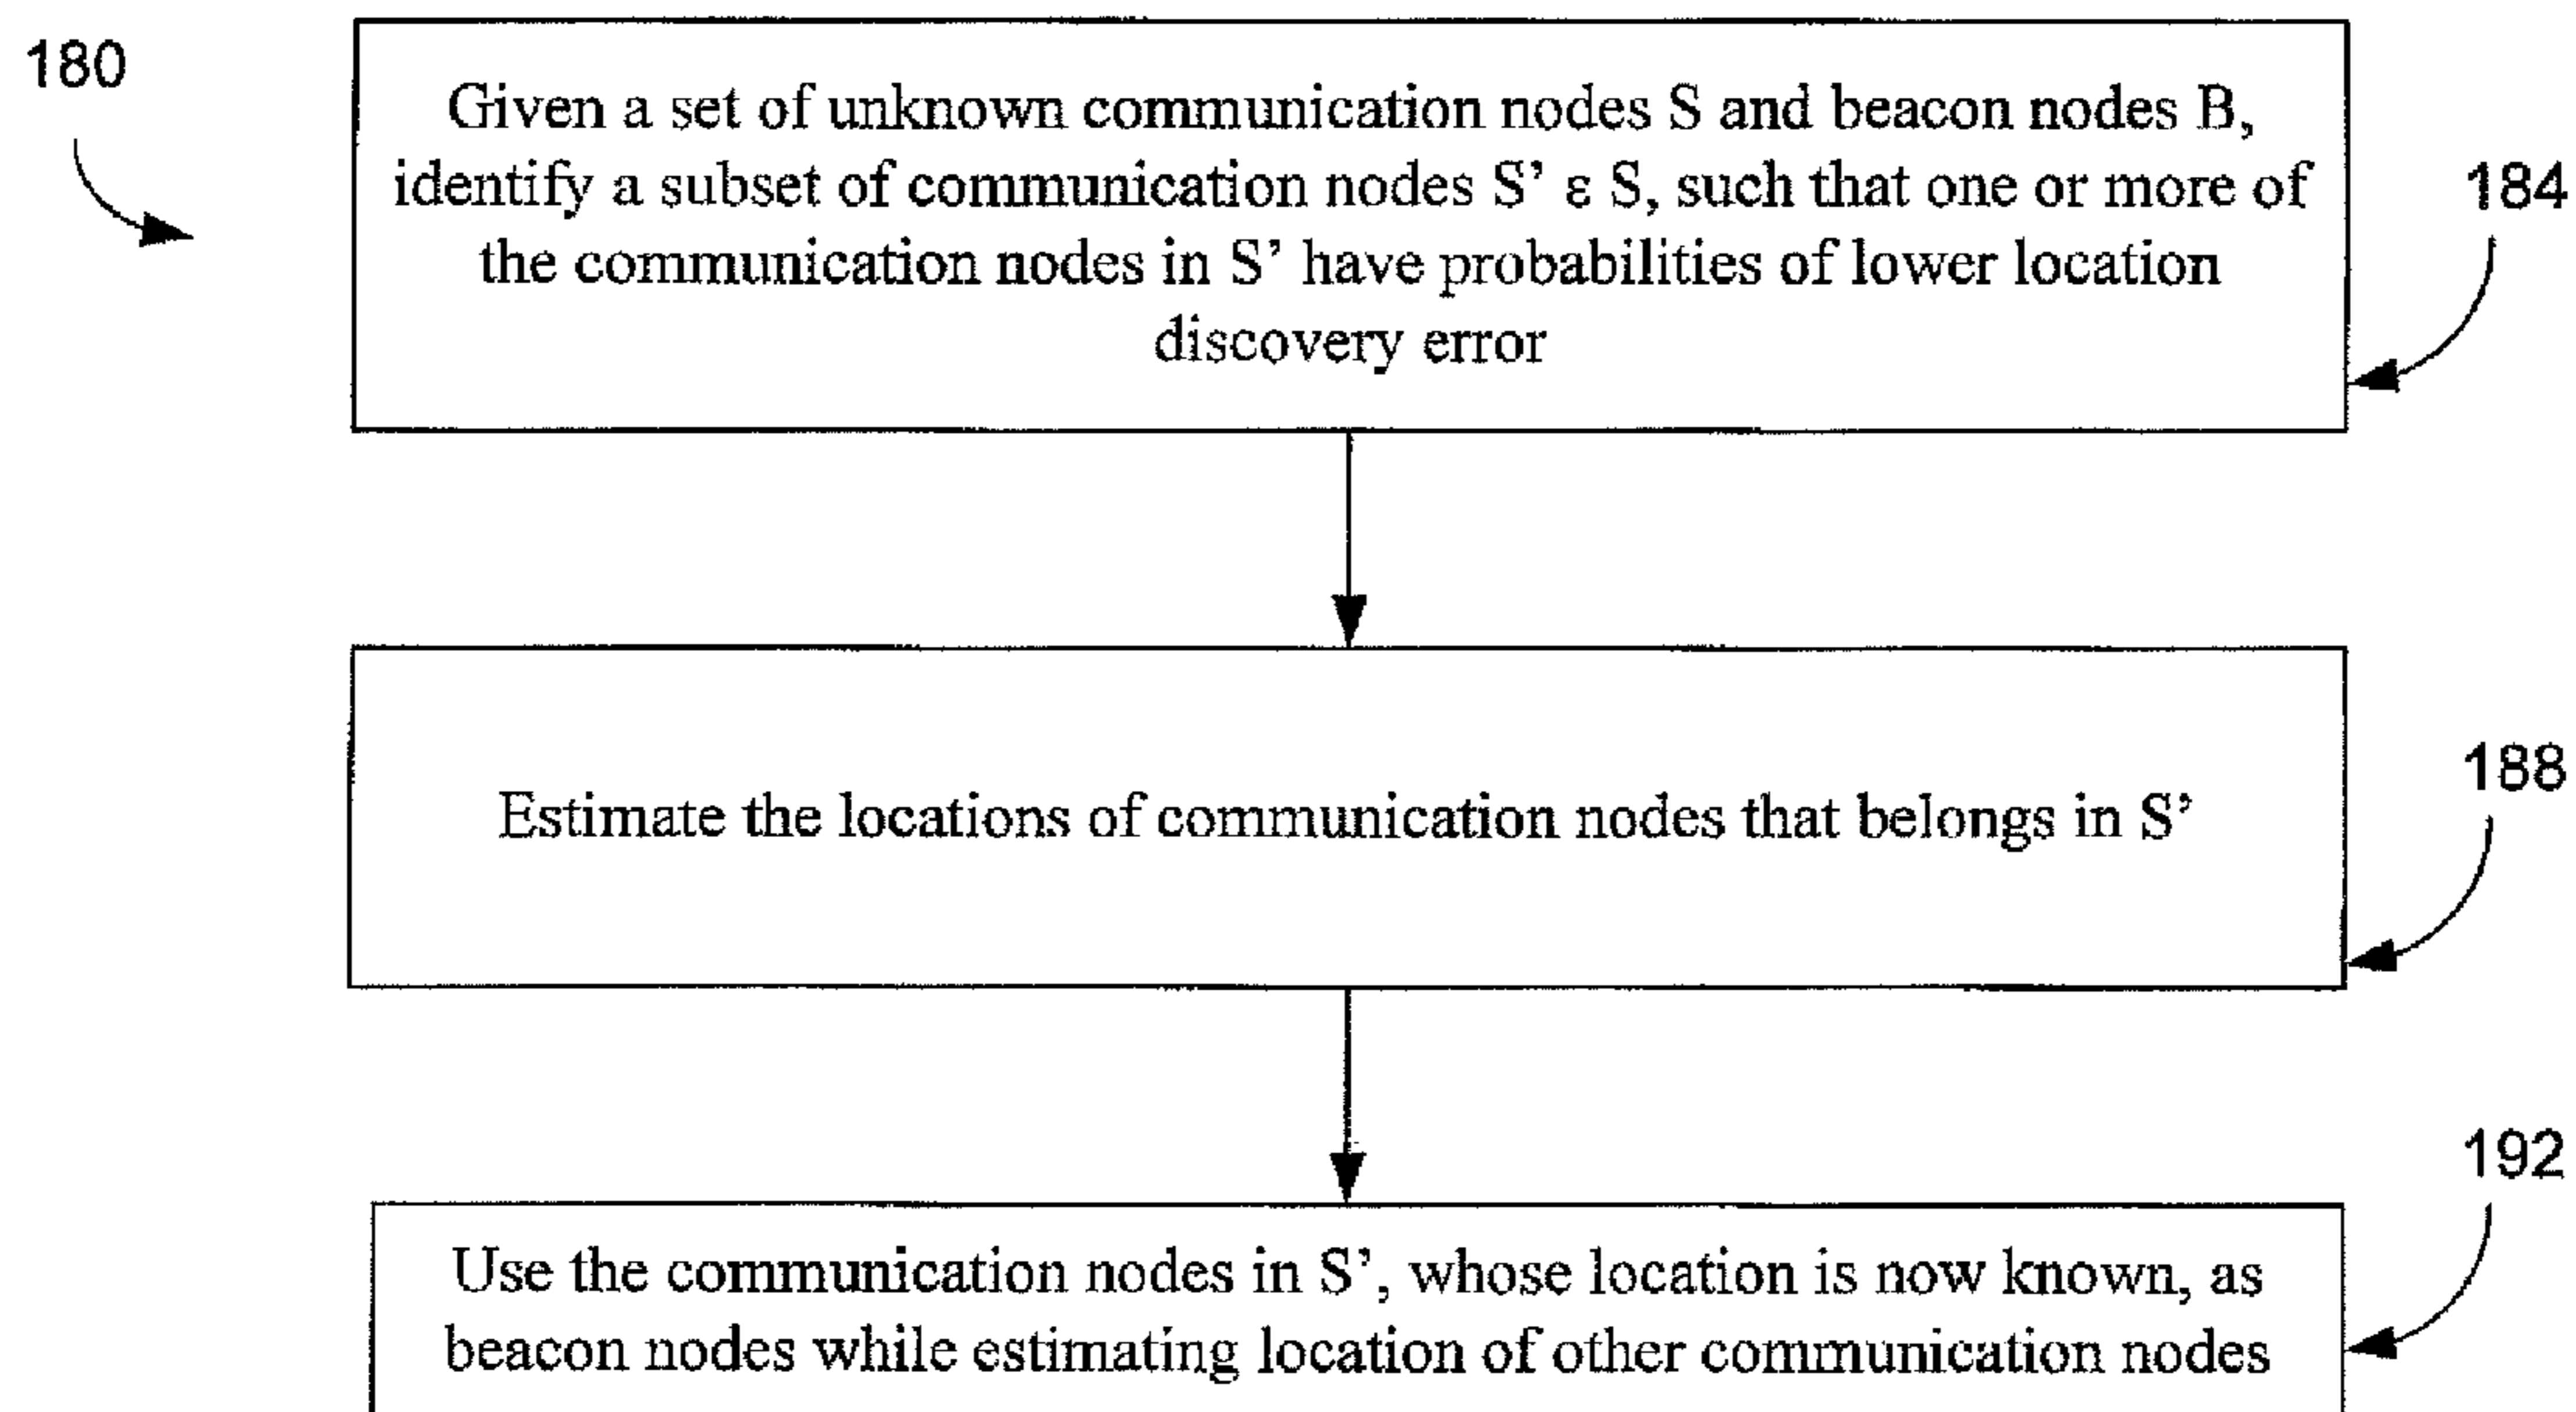 180
Given a set of unknown communication nodes S and beacon nodes B,
identify a subset of communication nodes S’ ε S, such that one or more of
the communication nodes in S’ have probabilities of lower location
discovery error
184
Estimate the locations of communication nodes that belongs in S’
188
192
Use the communication nodes in S’, whose location is now known, as
beacon nodes while estimating location of other communication nodes